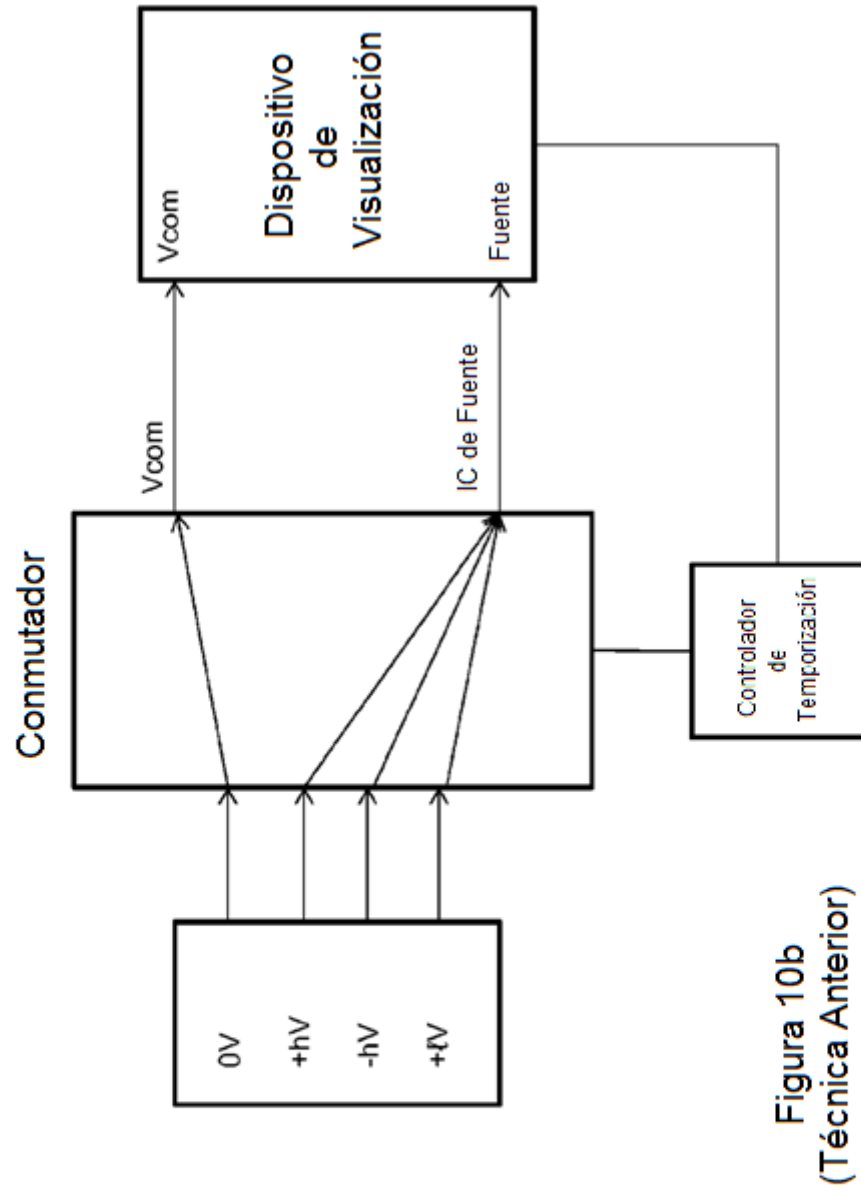 Conmutador
0V
+hV
-hV
+ℓV
Vcom
IC de Fuente
Vcom
Dispositivo
de
Visualización
Fuente
Controlador
de
Temporización
Figura 10b
(Técnica Anterior)